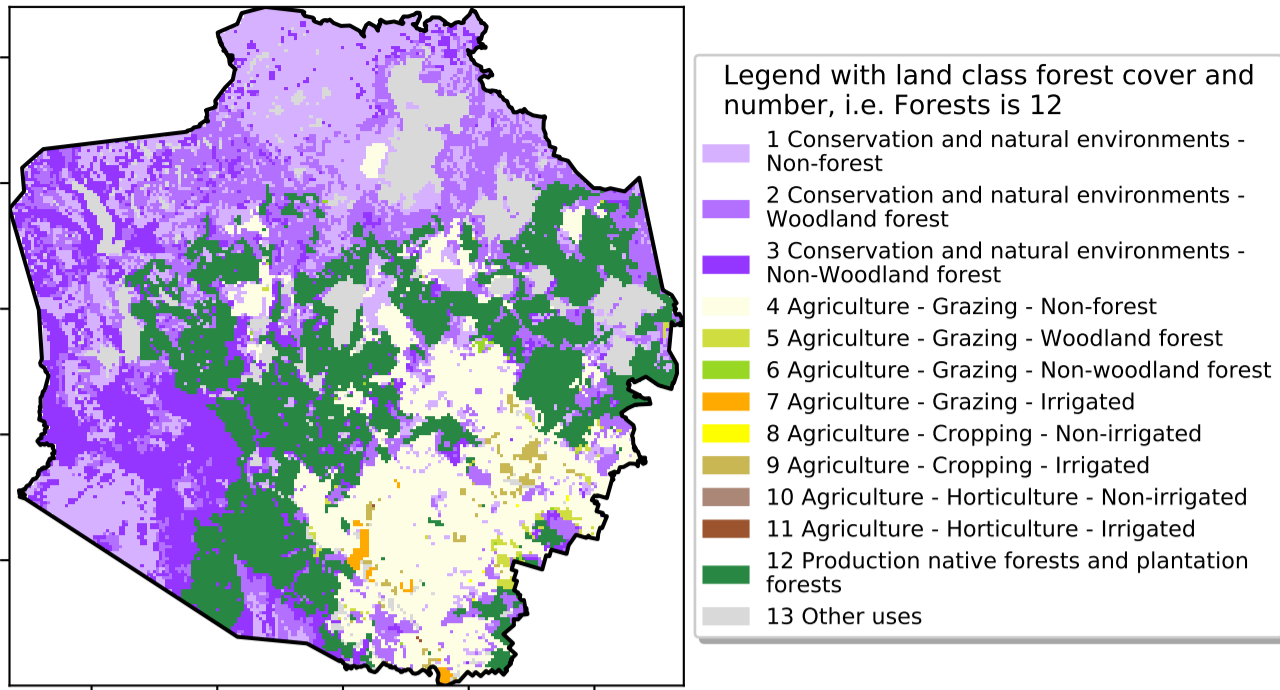 Legend with land class forest cover and
number, i.e. Forests is 12
1 Conservation and natural environments -
Non-forest
2 Conservation and natural environments -
Woodland forest
3 Conservation and natural environments -
Non-Woodland forest
4 Agriculture - Grazing - Non-forest
5 Agriculture - Grazing - Woodland forest
6 Agriculture - Grazing - Non-woodland forest
7 Agriculture - Grazing - Irrigated
8 Agriculture - Cropping - Non-irrigated
9 Agriculture - Cropping - Irrigated
10 Agriculture - Horticulture - Non-irrigated
11 Agriculture - Horticulture - Irrigated
12 Production native forests and plantation
forests
13 Other uses